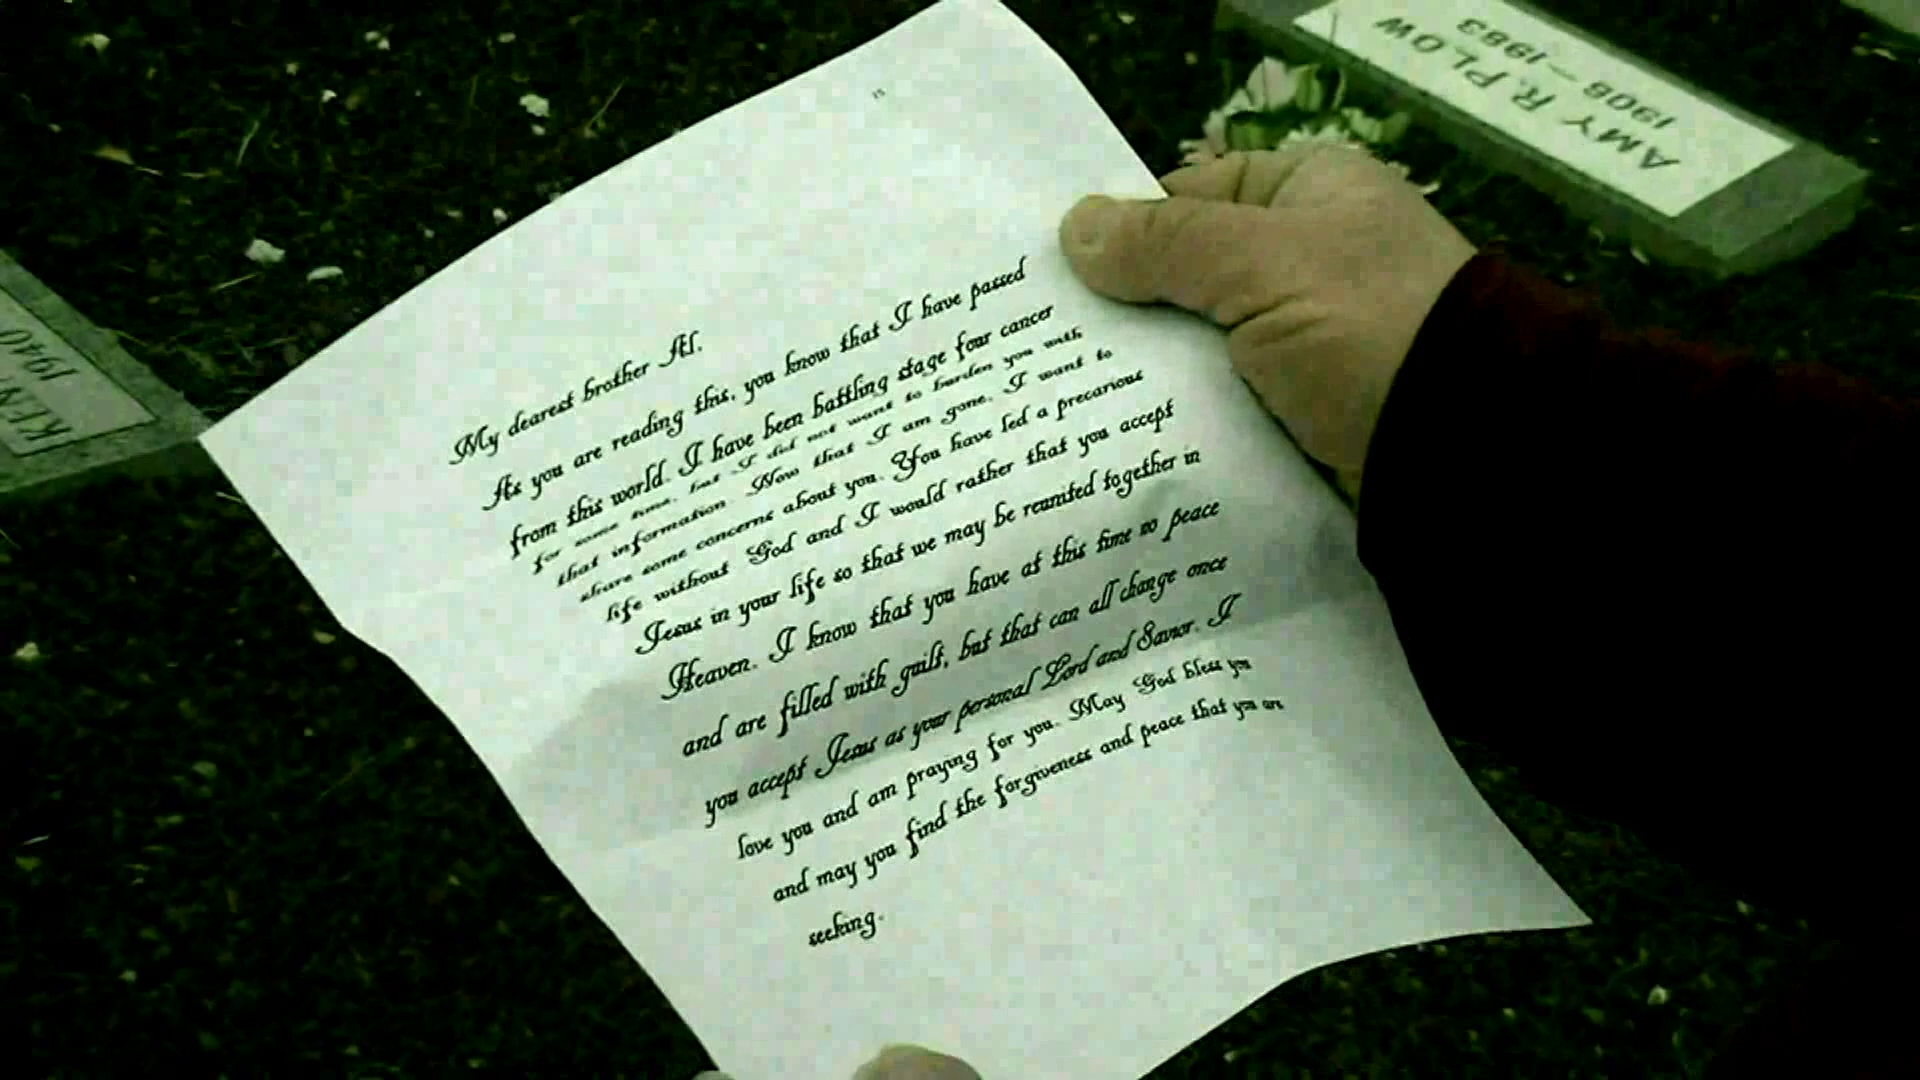 15
My dearest brother Al.
As you are reading this, you know that I have passed
from this world. I have been battling stage four cancer
for some time, but I did not want to burden you with
that information. Now that I am gone, I want to
share some concerns about you. You have led a precarious
life without God and I would rather that you accept
Jesus in your life so that we may be reunited together in
Heaven. I know that you have at this time no peace
and are filled with guilt, but that can all change once
you accept Jesus as your personal Lord and Savior. I
love you and am praying for you. May God bless you
and may you find the forgiveness and peace that you are
seeking.
AMY R. PLOW
1906 — 1983
KEN
1940